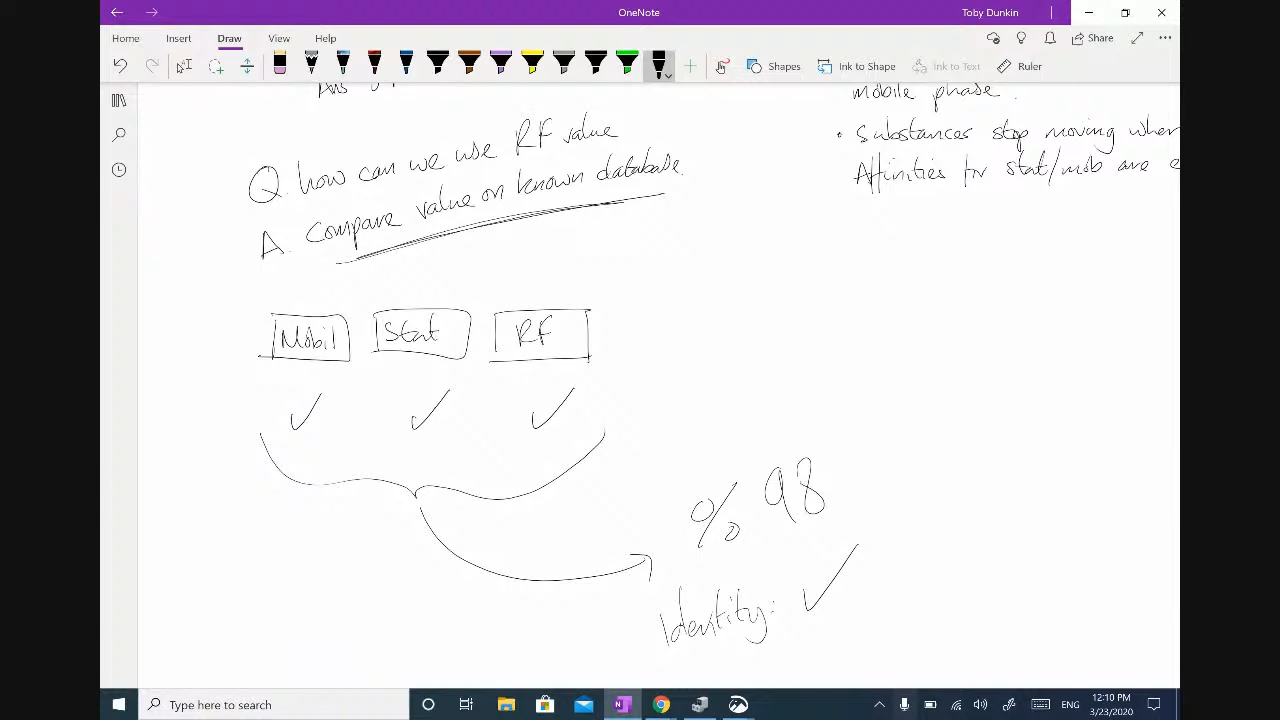 OneNote
Toby Dunkin
Home Insert Draw View Help
Share
Shapes Ink to Shape Ink to Text Ruler
mobile phase.
• Substances stop moving when
Affinities for stat/mob are e
Q. how can we use RF value
A. compare value on known database.
Mobil Stat RF
% 98
Identity:
Type here to search
ENG
12:10 PM
3/23/2020